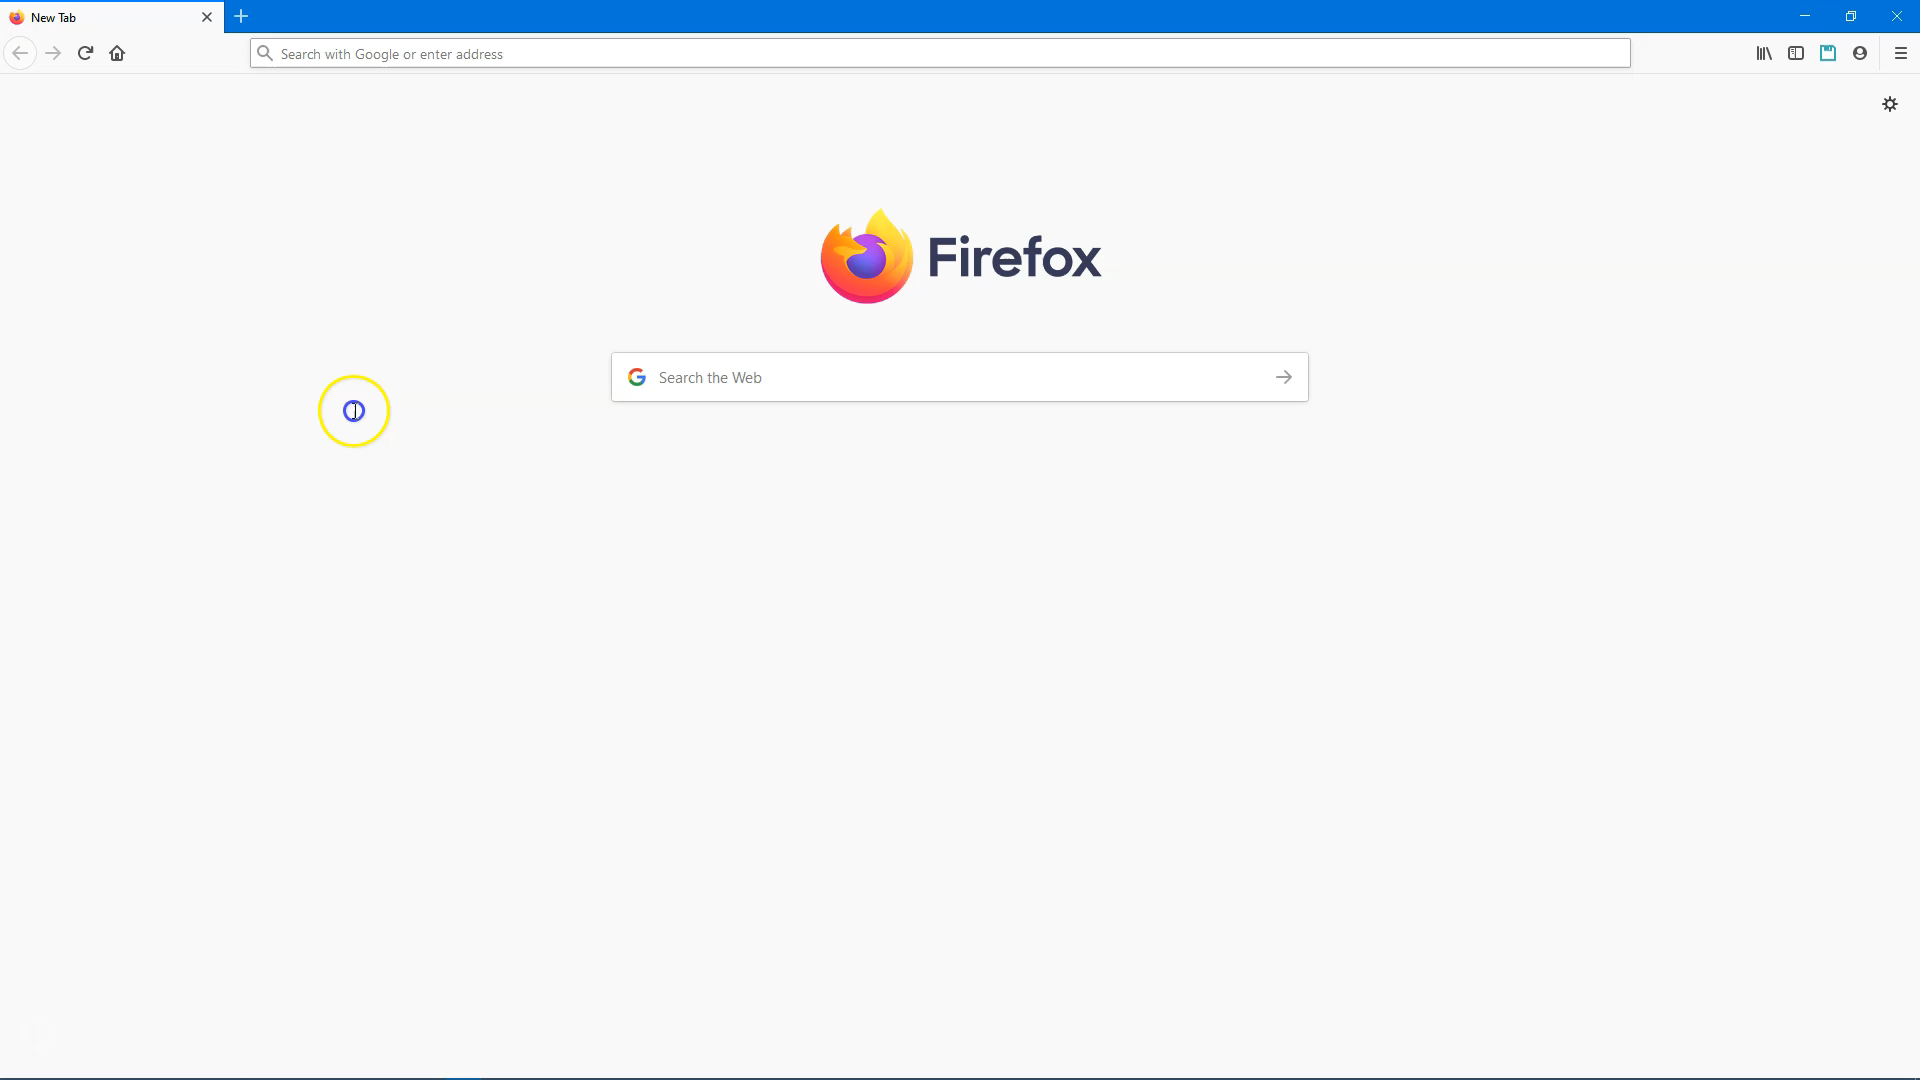 New Tab
Search with Google or enter address
Firefox
Search the Web